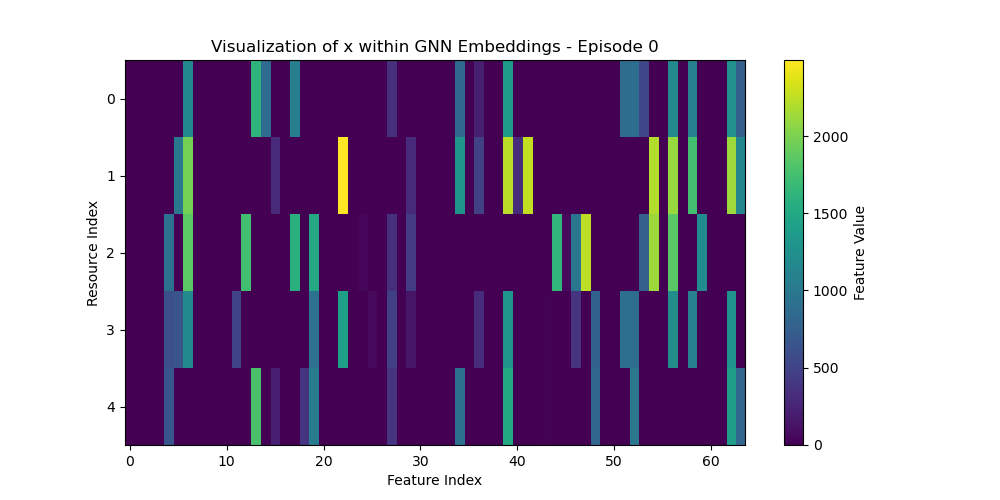 Visualization of x within GNN Embeddings - Episode 0
Resource Index
0
1
2
3
4
0 10 20 30 40 50 60
Feature Index
2000
1500
1000
500
0
Feature Value